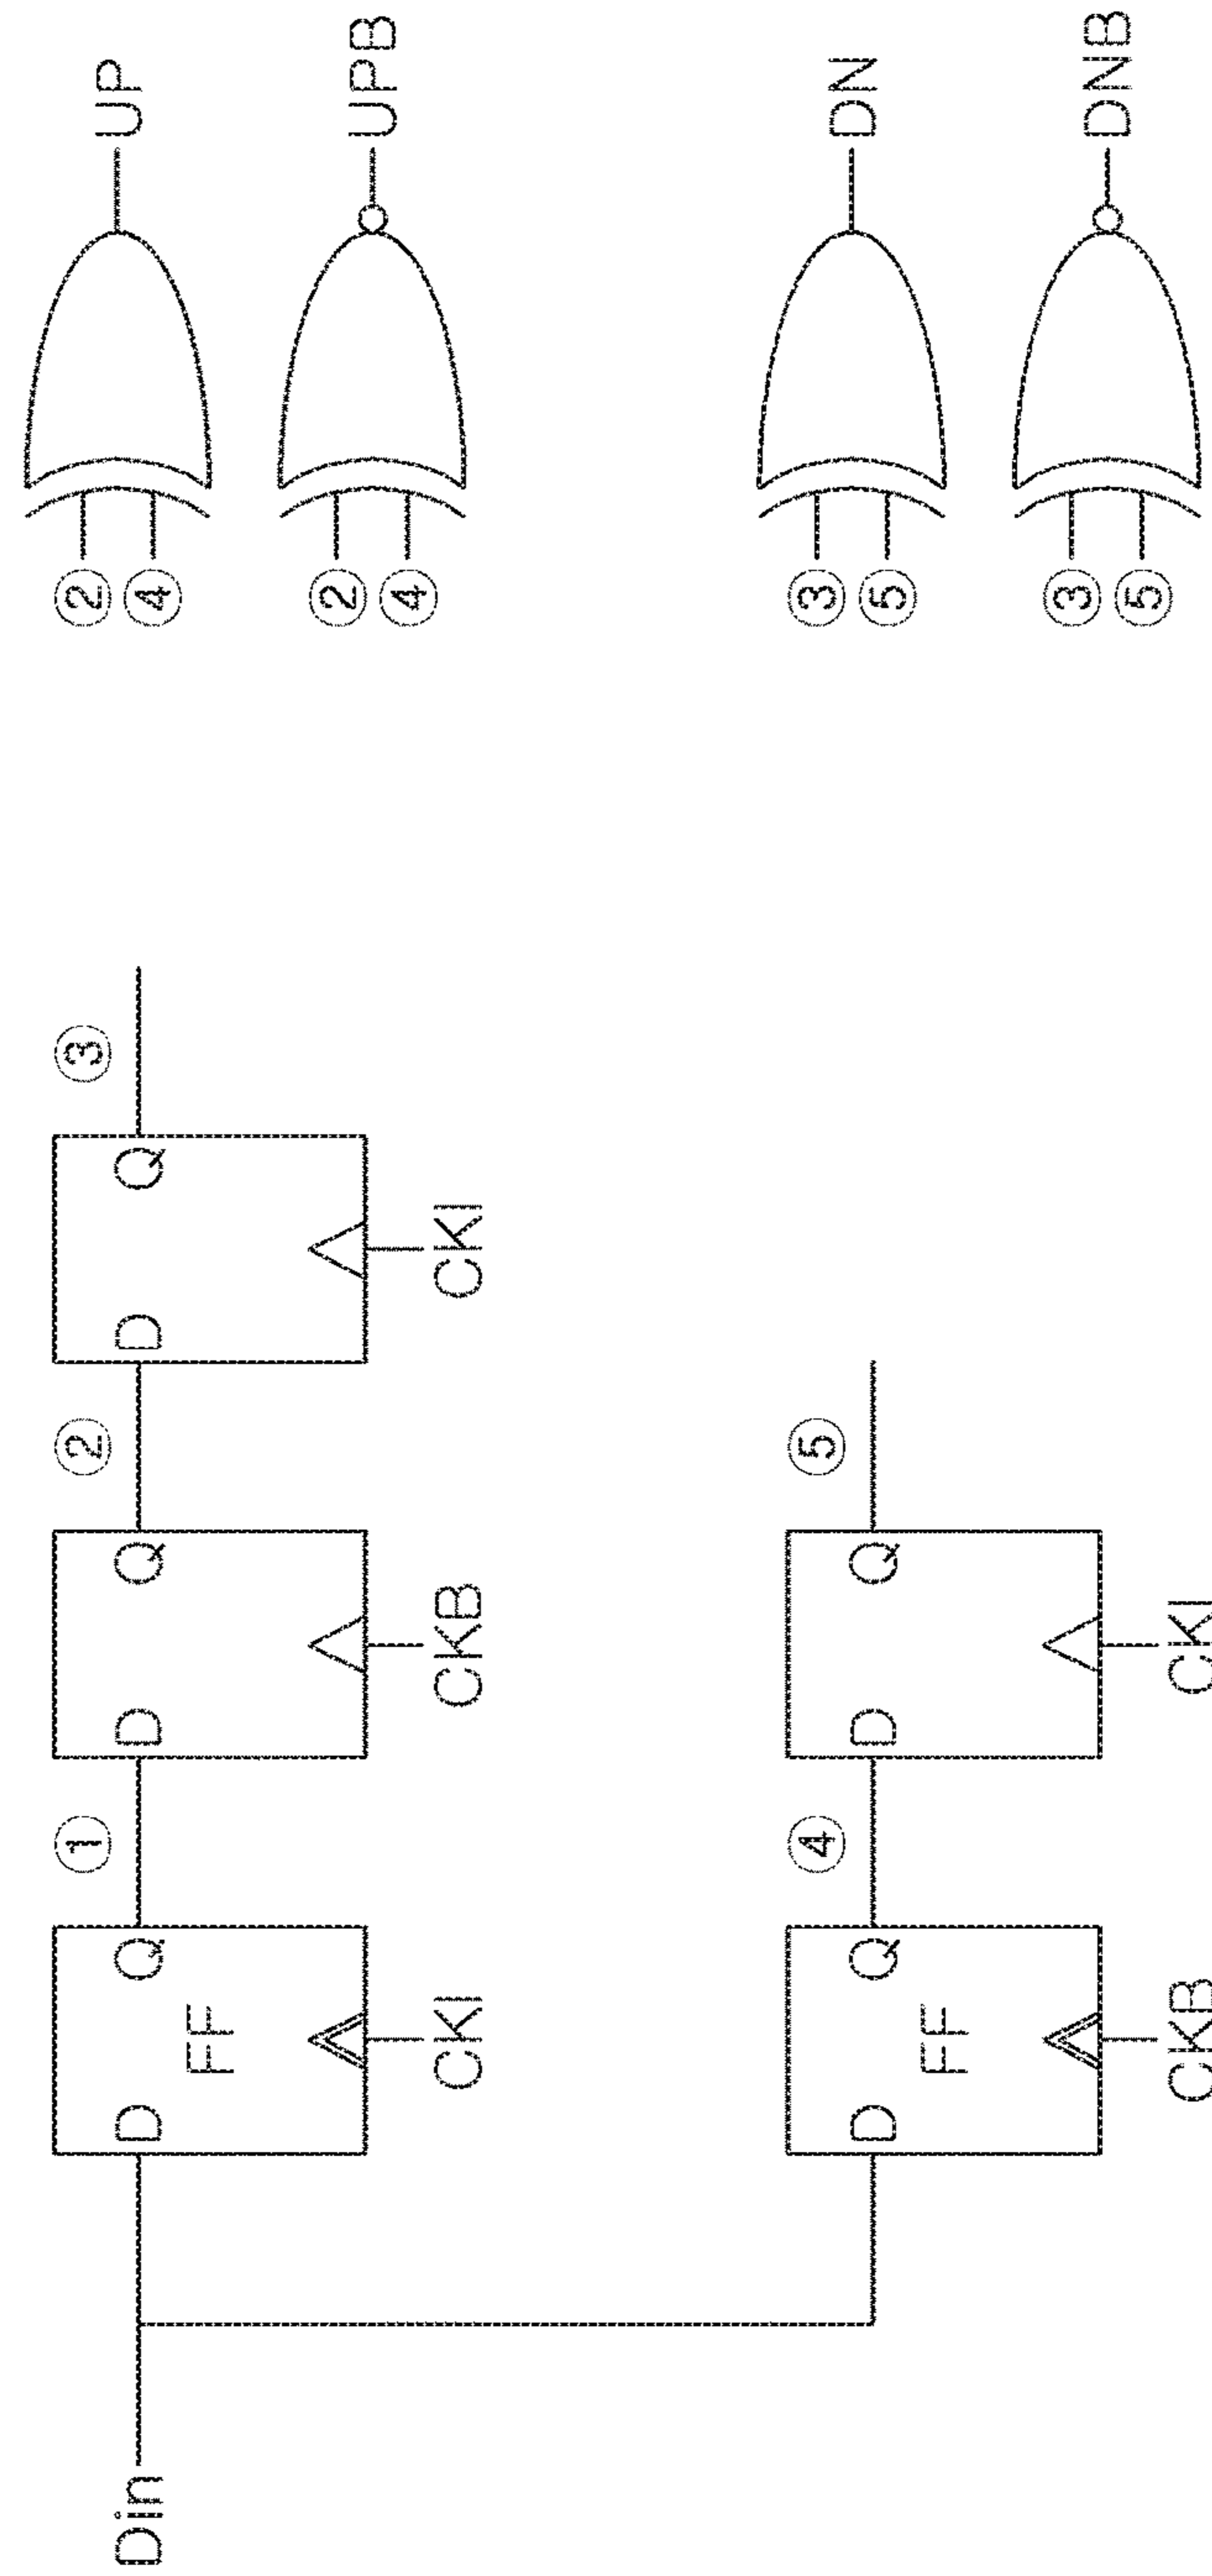 Din
D Q
FF
CKI
①
D Q
CKB
②
D Q
CKI
③
D Q
FF
CKB
④
D Q
CKI
⑤
②
④
UP
②
④
UPB
③
⑤
DN
③
⑤
DNB